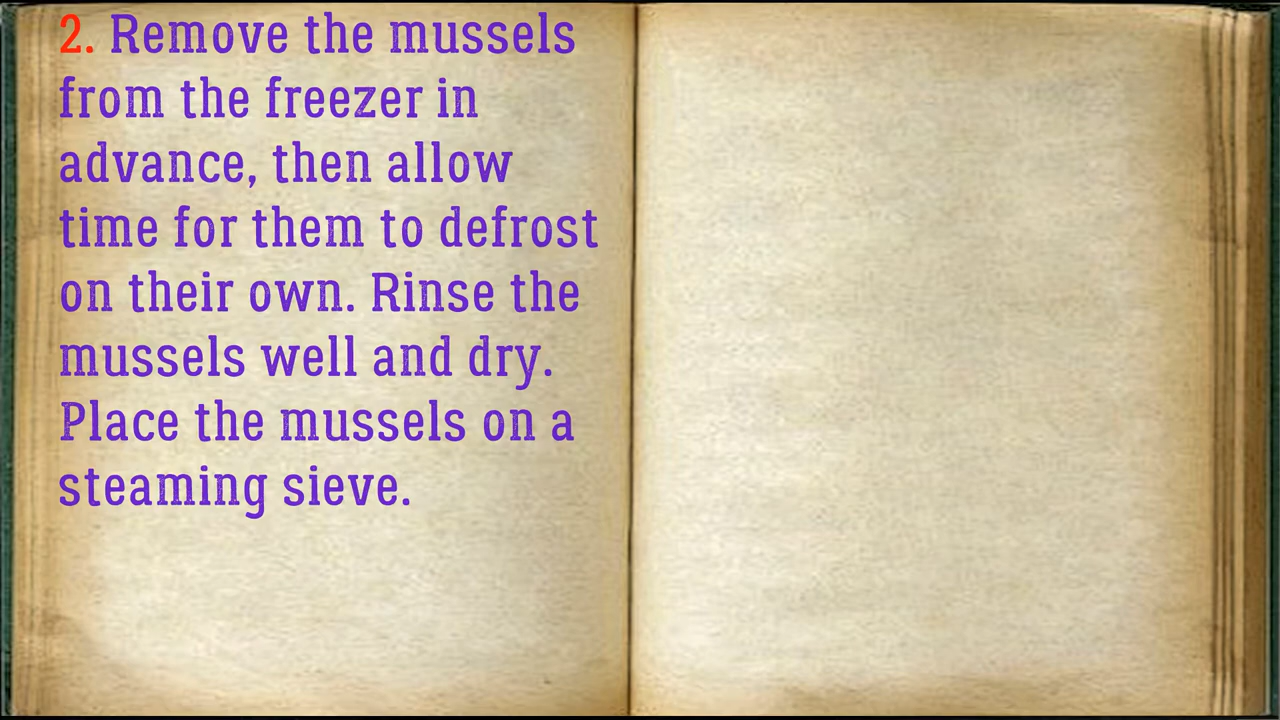 2. Remove the mussels
from the freezer in
advance, then allow
time for them to defrost
on their own. Rinse the
mussels well and dry.
Place the mussels on a
steaming sieve.